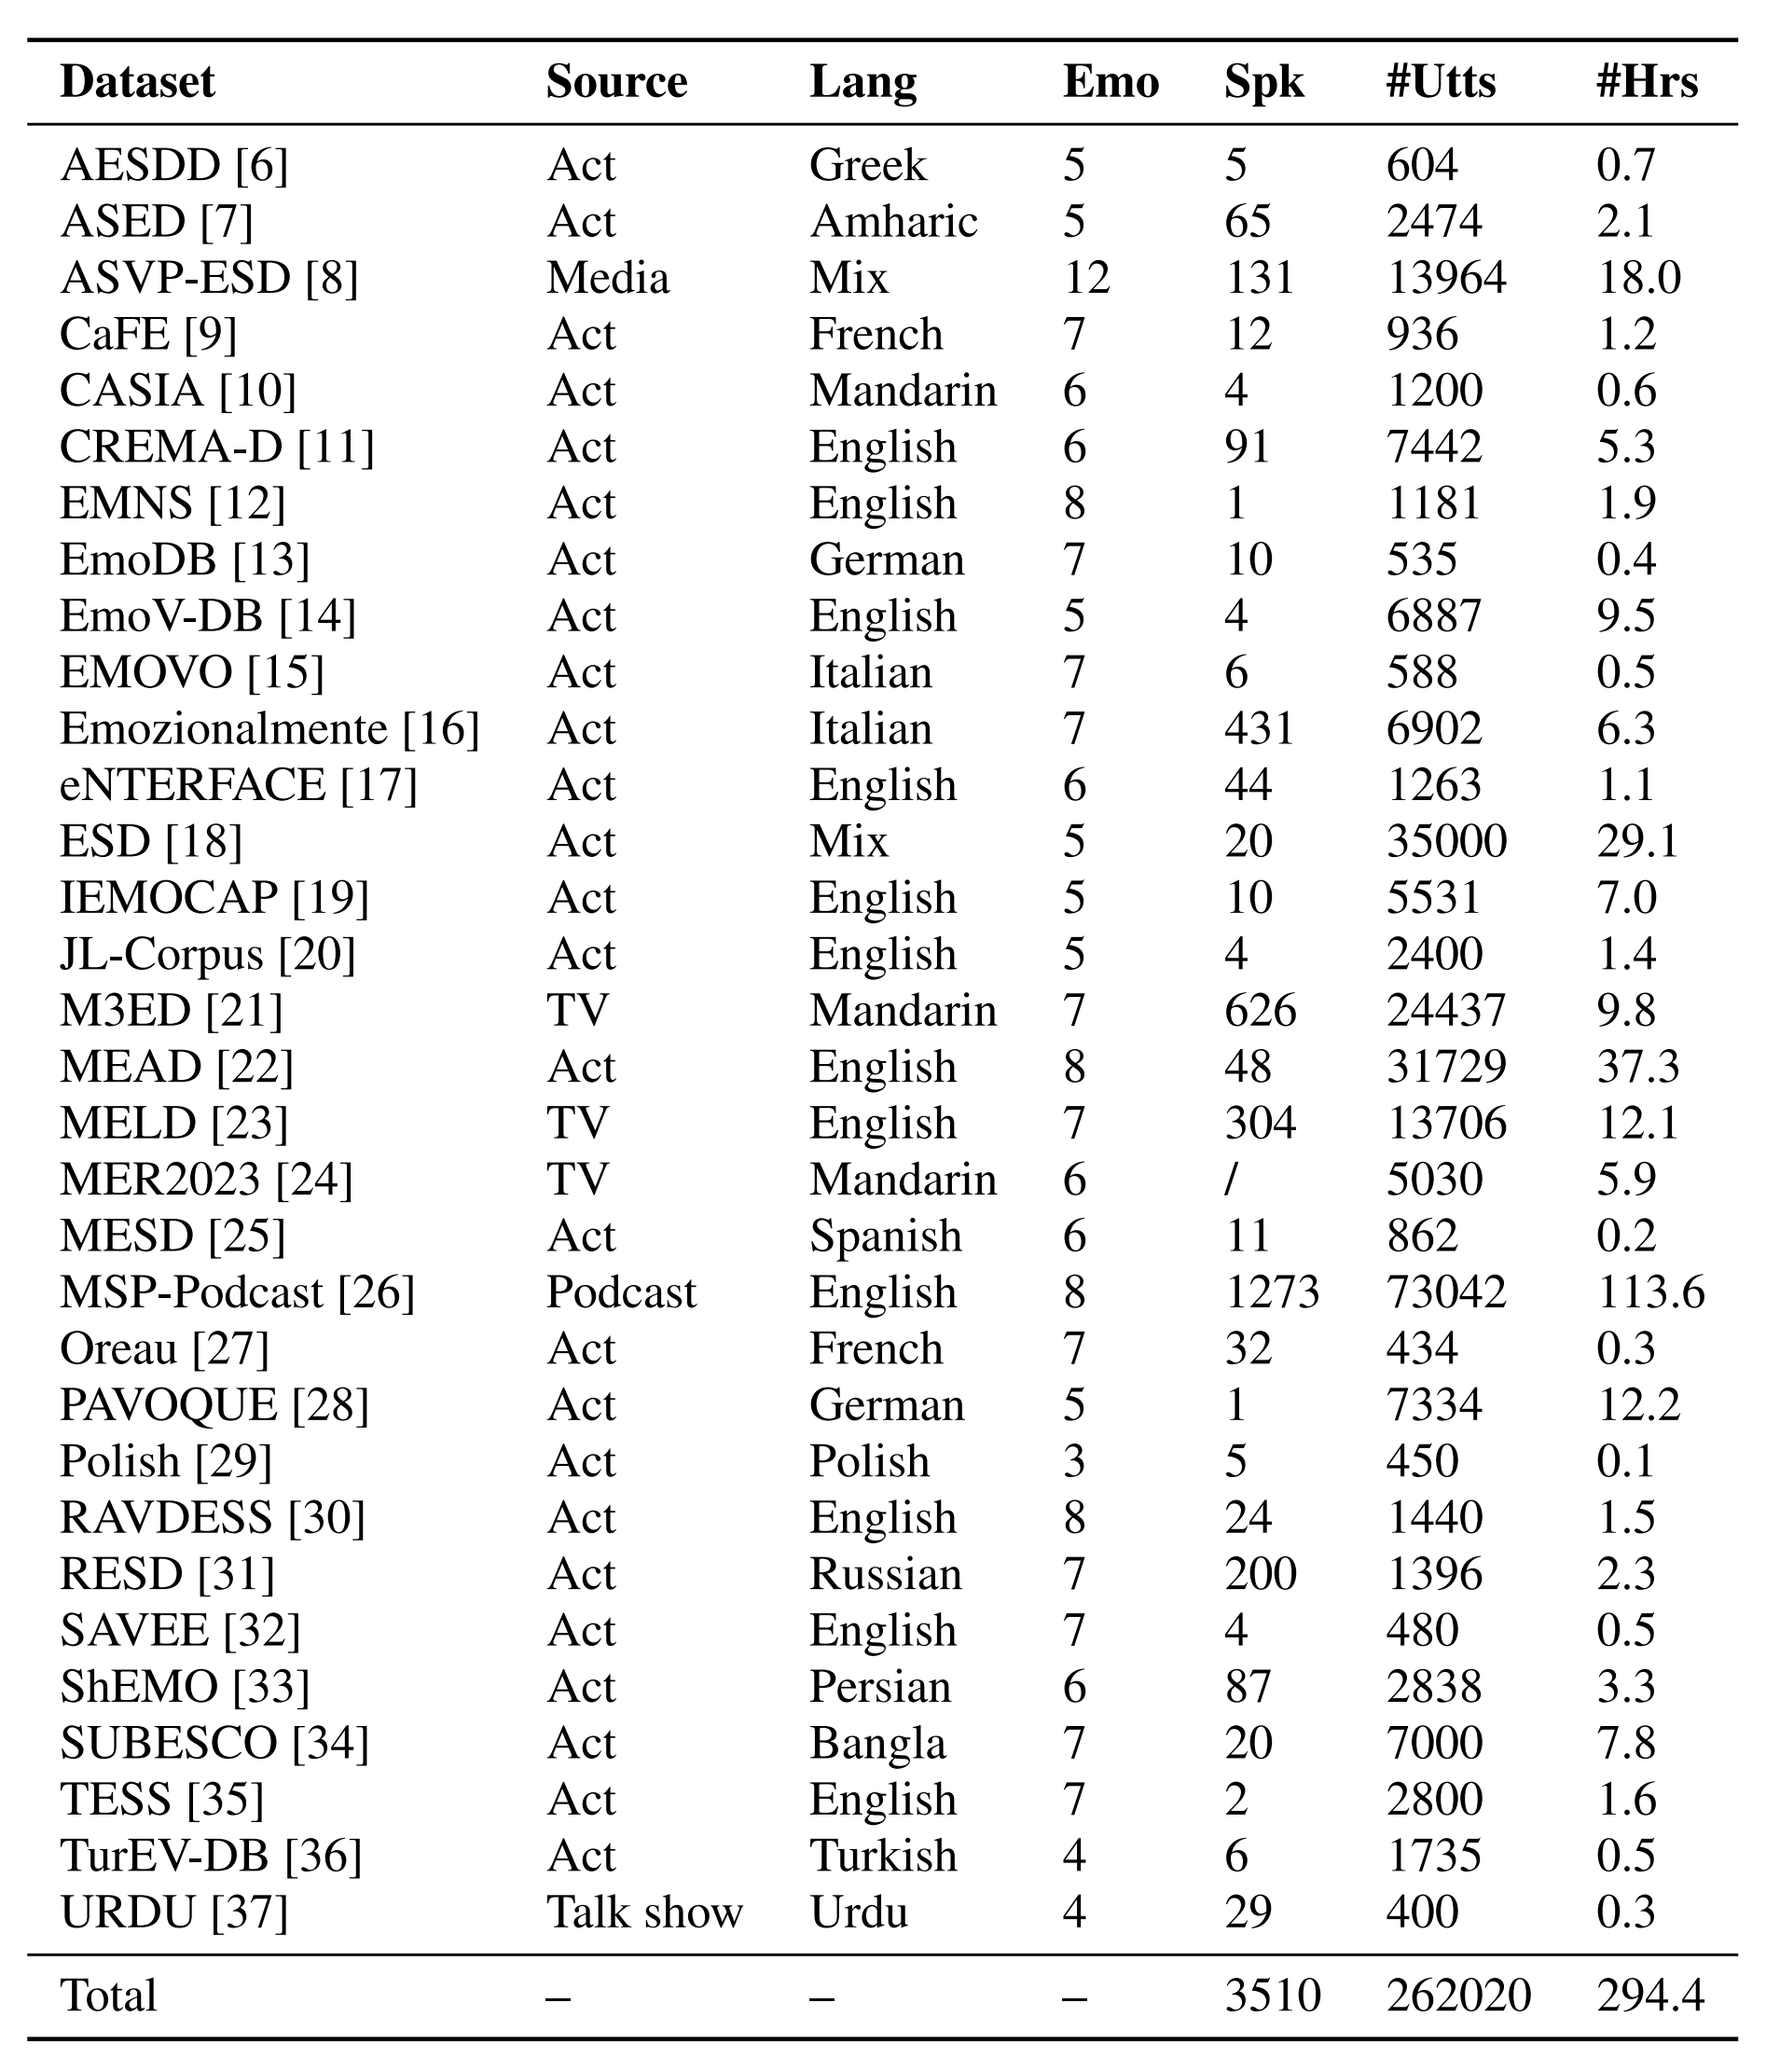 Dataset Source Lang Emo Spk #Utts #Hrs
AESDD [6] Act Greek 5 5 604 0.7
ASED [7] Act Amharic 5 65 2474 2.1
ASVP-ESD [8] Media Mix 12 131 13964 18.0
CaFE [9] Act French 7 12 936 1.2
CASIA [10] Act Mandarin 6 4 1200 0.6
CREMA-D [11] Act English 6 91 7442 5.3
EMNS [12] Act English 8 1 1181 1.9
EmoDB [13] Act German 7 10 535 0.4
EmoV-DB [14] Act English 5 4 6887 9.5
EMOVO [15] Act Italian 7 6 588 0.5
Emozionalmente [16] Act Italian 7 431 6902 6.3
eNTERFACE [17] Act English 6 44 1263 1.1
ESD [18] Act Mix 5 20 35000 29.1
IEMOCAP [19] Act English 5 10 5531 7.0
JL-Corpus [20] Act English 5 4 2400 1.4
M3ED [21] TV Mandarin 7 626 24437 9.8
MEAD [22] Act English 8 48 31729 37.3
MELD [23] TV English 7 304 13706 12.1
MER2023 [24] TV Mandarin 6 / 5030 5.9
MESD [25] Act Spanish 6 11 862 0.2
MSP-Podcast [26] Podcast English 8 1273 73042 113.6
Oreau [27] Act French 7 32 434 0.3
PAVOQUE [28] Act German 5 1 7334 12.2
Polish [29] Act Polish 3 5 450 0.1
RAVDESS [30] Act English 8 24 1440 1.5
RESD [31] Act Russian 7 200 1396 2.3
SAVEE [32] Act English 7 4 480 0.5
ShEMO [33] Act Persian 6 87 2838 3.3
SUBESCO [34] Act Bangla 7 20 7000 7.8
TESS [35] Act English 7 2 2800 1.6
TurEV-DB [36] Act Turkish 4 6 1735 0.5
URDU [37] Talk show Urdu 4 29 400 0.3
Total – – – 3510 262020 294.4